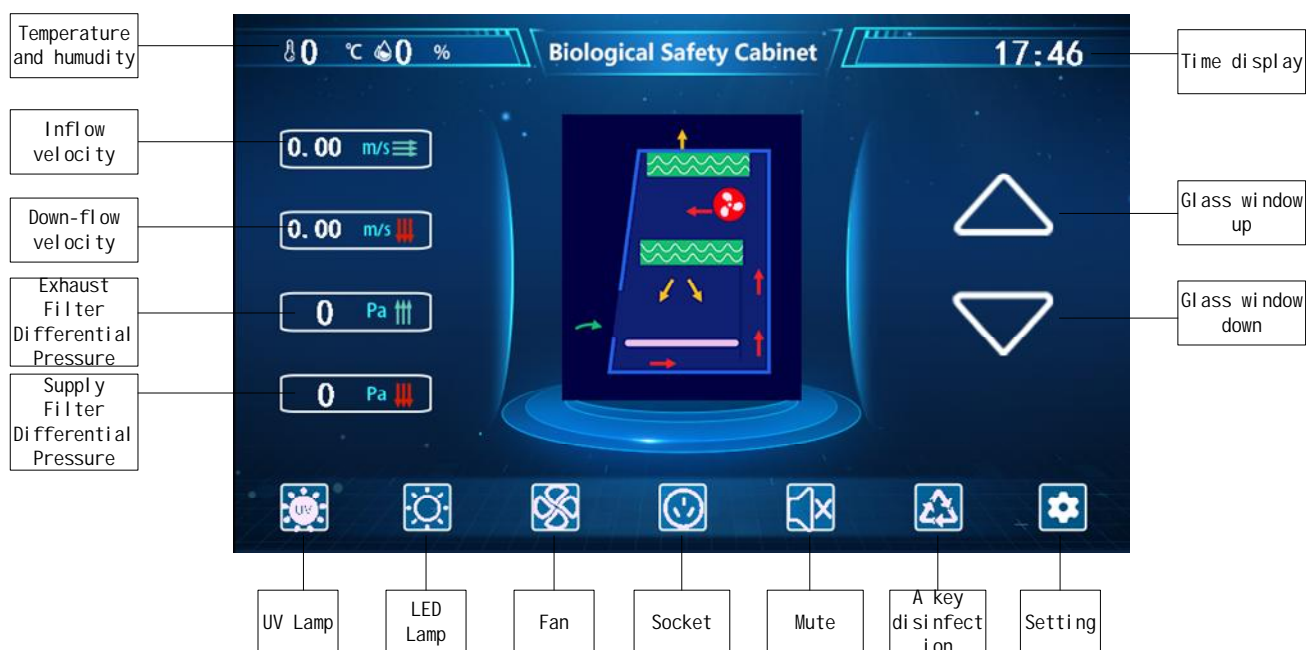 Temperature
and humudity
0 ℃ 0 %
Biological Safety Cabinet
17:46
Time display
Inflow
velocity
0.00 m/s
Down-flow
velocity
0.00 m/s
Exhaust
Filter
Differential
Pressure
0 Pa
Supply
Filter
Differential
Pressure
0 Pa
Glass window
up
Glass window
down
UV
UV Lamp
LED
Lamp
Fan
Socket
Mute
A key
disinfect
ion
Setting